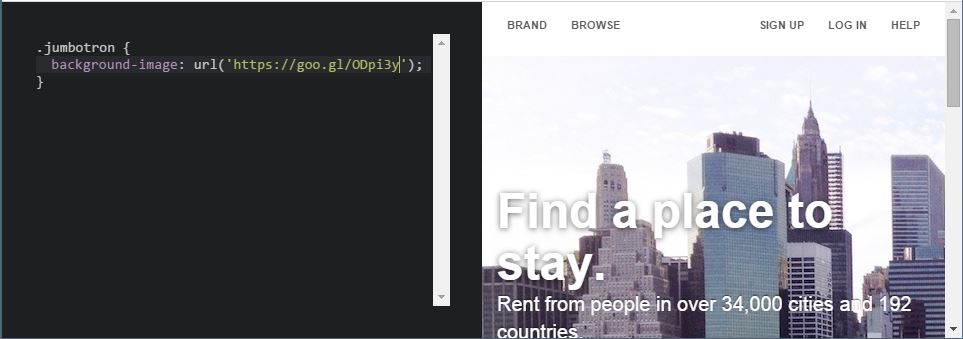 .jumbotron {
background-image: url('https://goo.gl/ODpi3y');
}
BRAND BROWSE SIGN UP LOG IN HELP
Find a place to
stay.
Rent from people in over 34,000 cities and 192
countries.